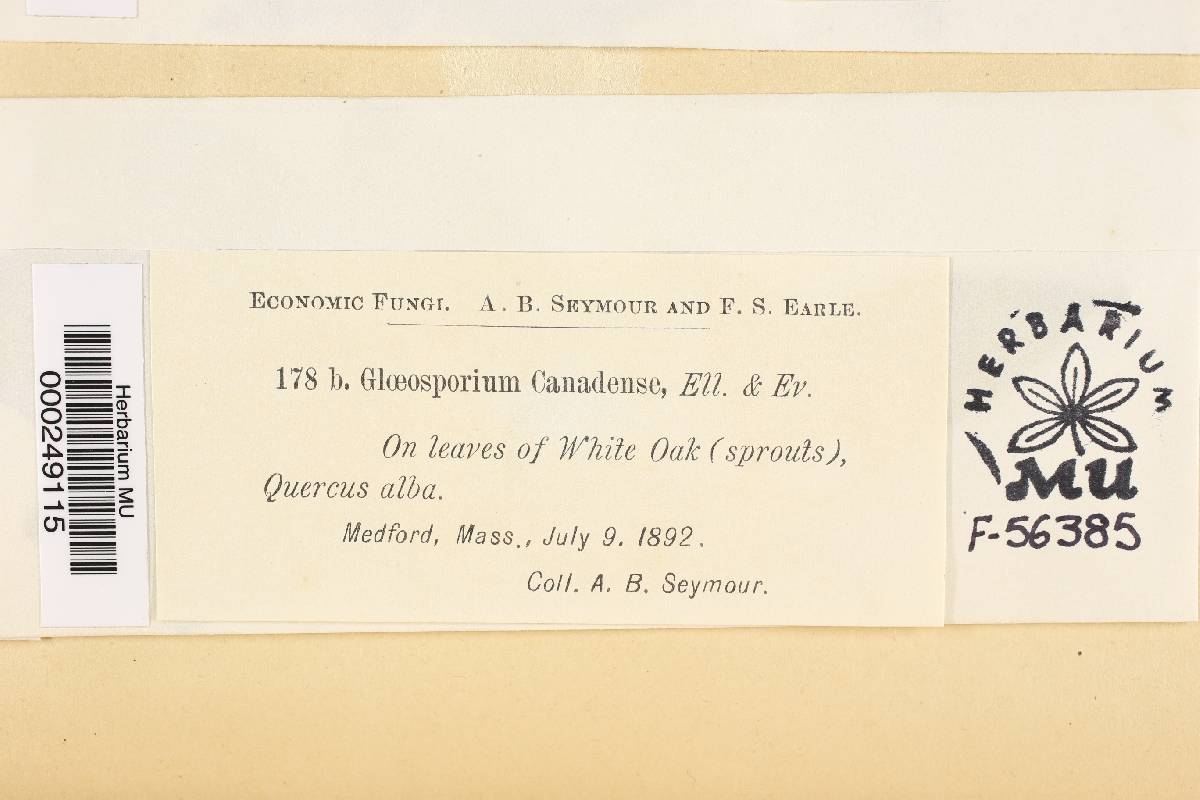 Economic Fungi. A. B. Seymour and F. S. Earle.
178 b. Glœosporium Canadense, Ell. & Ev.
On leaves of White Oak (sprouts),
Quercus alba.
Medford, Mass., July 9. 1892.
Coll. A. B. Seymour.
Herbarium MU
000249115
HERBARIUM
MU
F-56385